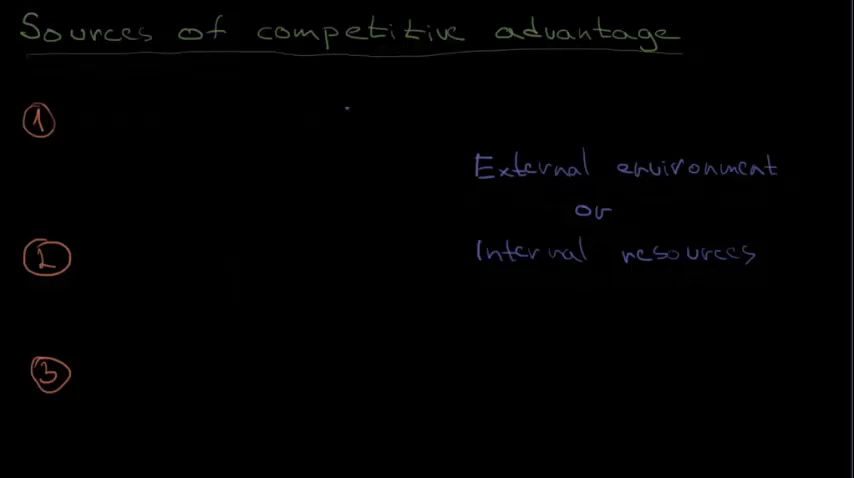 Sources of competitive advantage
1
External environment
or
Internal resources
2
3